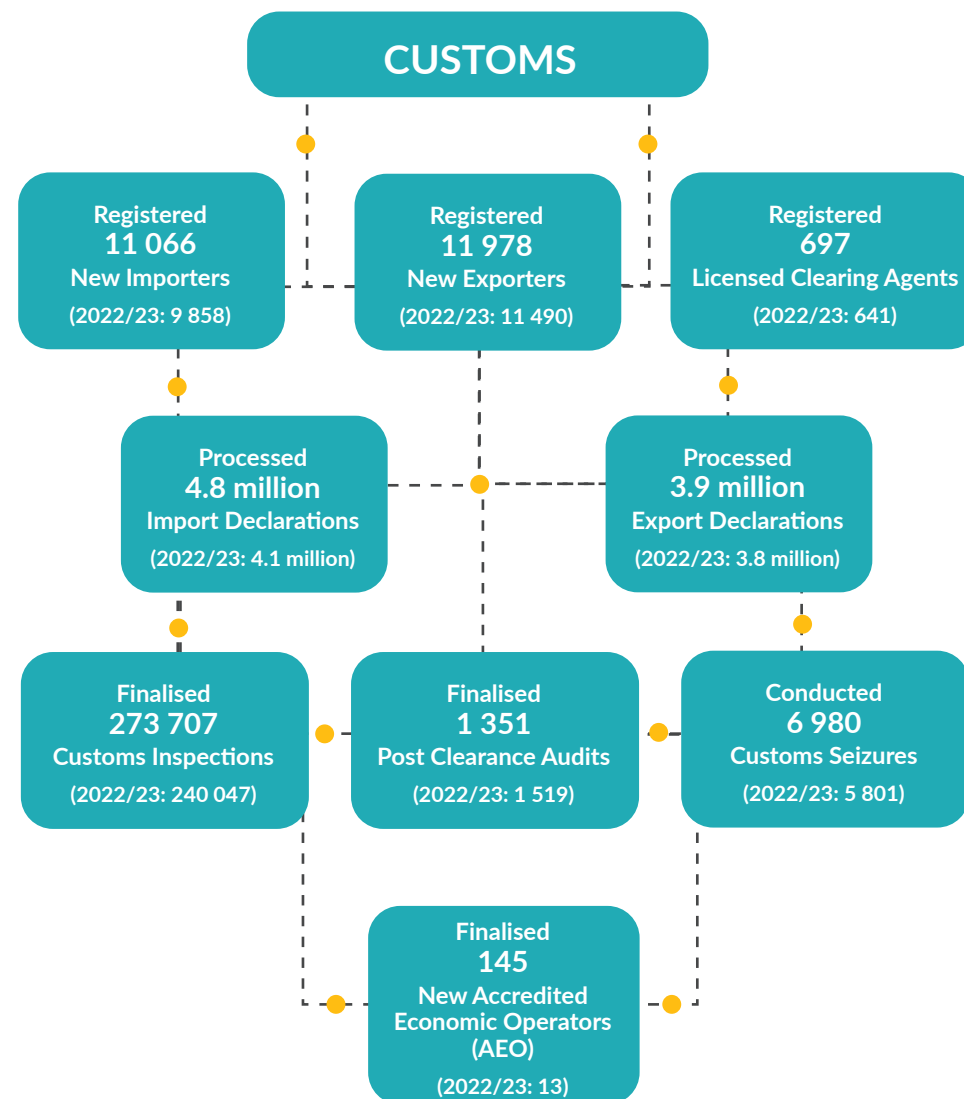 CUSTOMS
Registered
11 066
New Importers
(2022/23: 9 858)
Registered
11 978
New Exporters
(2022/23: 11 490)
Registered
697
Licensed Clearing Agents
(2022/23: 641)
Processed
4.8 million
Import Declarations
(2022/23: 4.1 million)
Processed
3.9 million
Export Declarations
(2022/23: 3.8 million)
Finalised
273 707
Customs Inspections
(2022/23: 240 047)
Finalised
1 351
Post Clearance Audits
(2022/23: 1 519)
Conducted
6 980
Customs Seizures
(2022/23: 5 801)
Finalised
145
New Accredited
Economic Operators
(AEO)
(2022/23: 13)